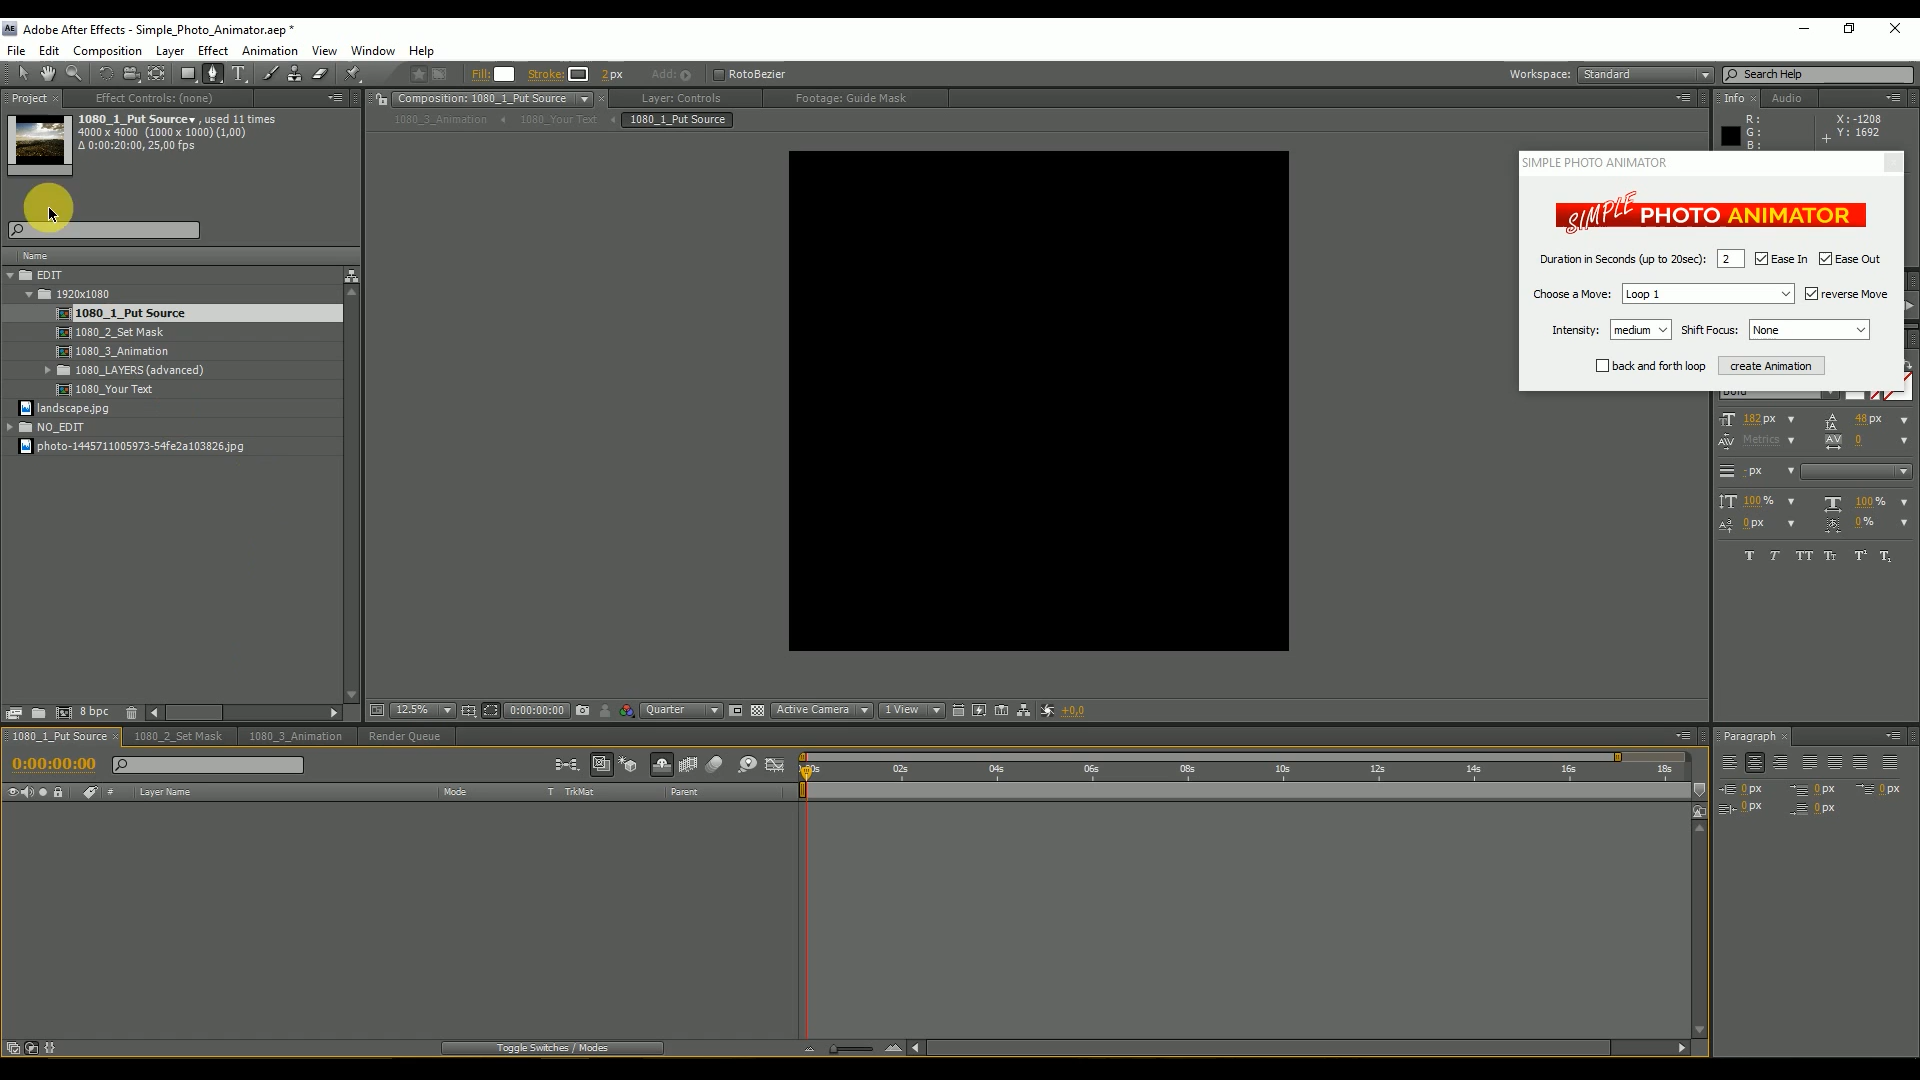 Adobe After Effects - Simple_Photo_Animator.aep *
File Edit Composition Layer Effect Animation View Window Help
Fill: Stroke: 2 px Add: RotoBezier Workspace: Standard Search Help
Project Effect Controls: (none) Composition: 1080_1_Put Source Layer: Controls Footage: Guide Mask Info Audio
1080_1_Put Source , used 11 times
4000 x 4000 (1000 x 1000) (1,00)
Δ 0:00:20:00, 25,00 fps
1080_3_Animation 1080_Your Text 1080_1_Put Source
R :
G :
B :
X : -1208
Y : 1692
SIMPLE PHOTO ANIMATOR
SIMPLE PHOTO ANIMATOR
Duration in Seconds (up to 20sec): 2 Ease In Ease Out
Choose a Move: Loop 1 reverse Move
Intensity: medium Shift Focus: None
back and forth loop create Animation
Name
EDIT
1920x1080
1080_1_Put Source
1080_2_Set Mask
1080_3_Animation
1080_LAYERS (advanced)
1080_Your Text
landscape.jpg
NO_EDIT
photo-1445711005973-54fe2a103826.jpg
182 px 48 px
Metrics 0
- px
100 % 100 %
0 px 0 %
T T TT Tt T¹ T₁
8 bpc
12.5% 0:00:00:00 Quarter Active Camera 1 View +0,0
1080_1_Put Source 1080_2_Set Mask 1080_3_Animation Render Queue
0:00:00:00
# Layer Name Mode T TrkMat Parent
02s 04s 06s 08s 10s 12s 14s 16s 18s
Paragraph
0 px 0 px 0 px
0 px 0 px
Toggle Switches / Modes